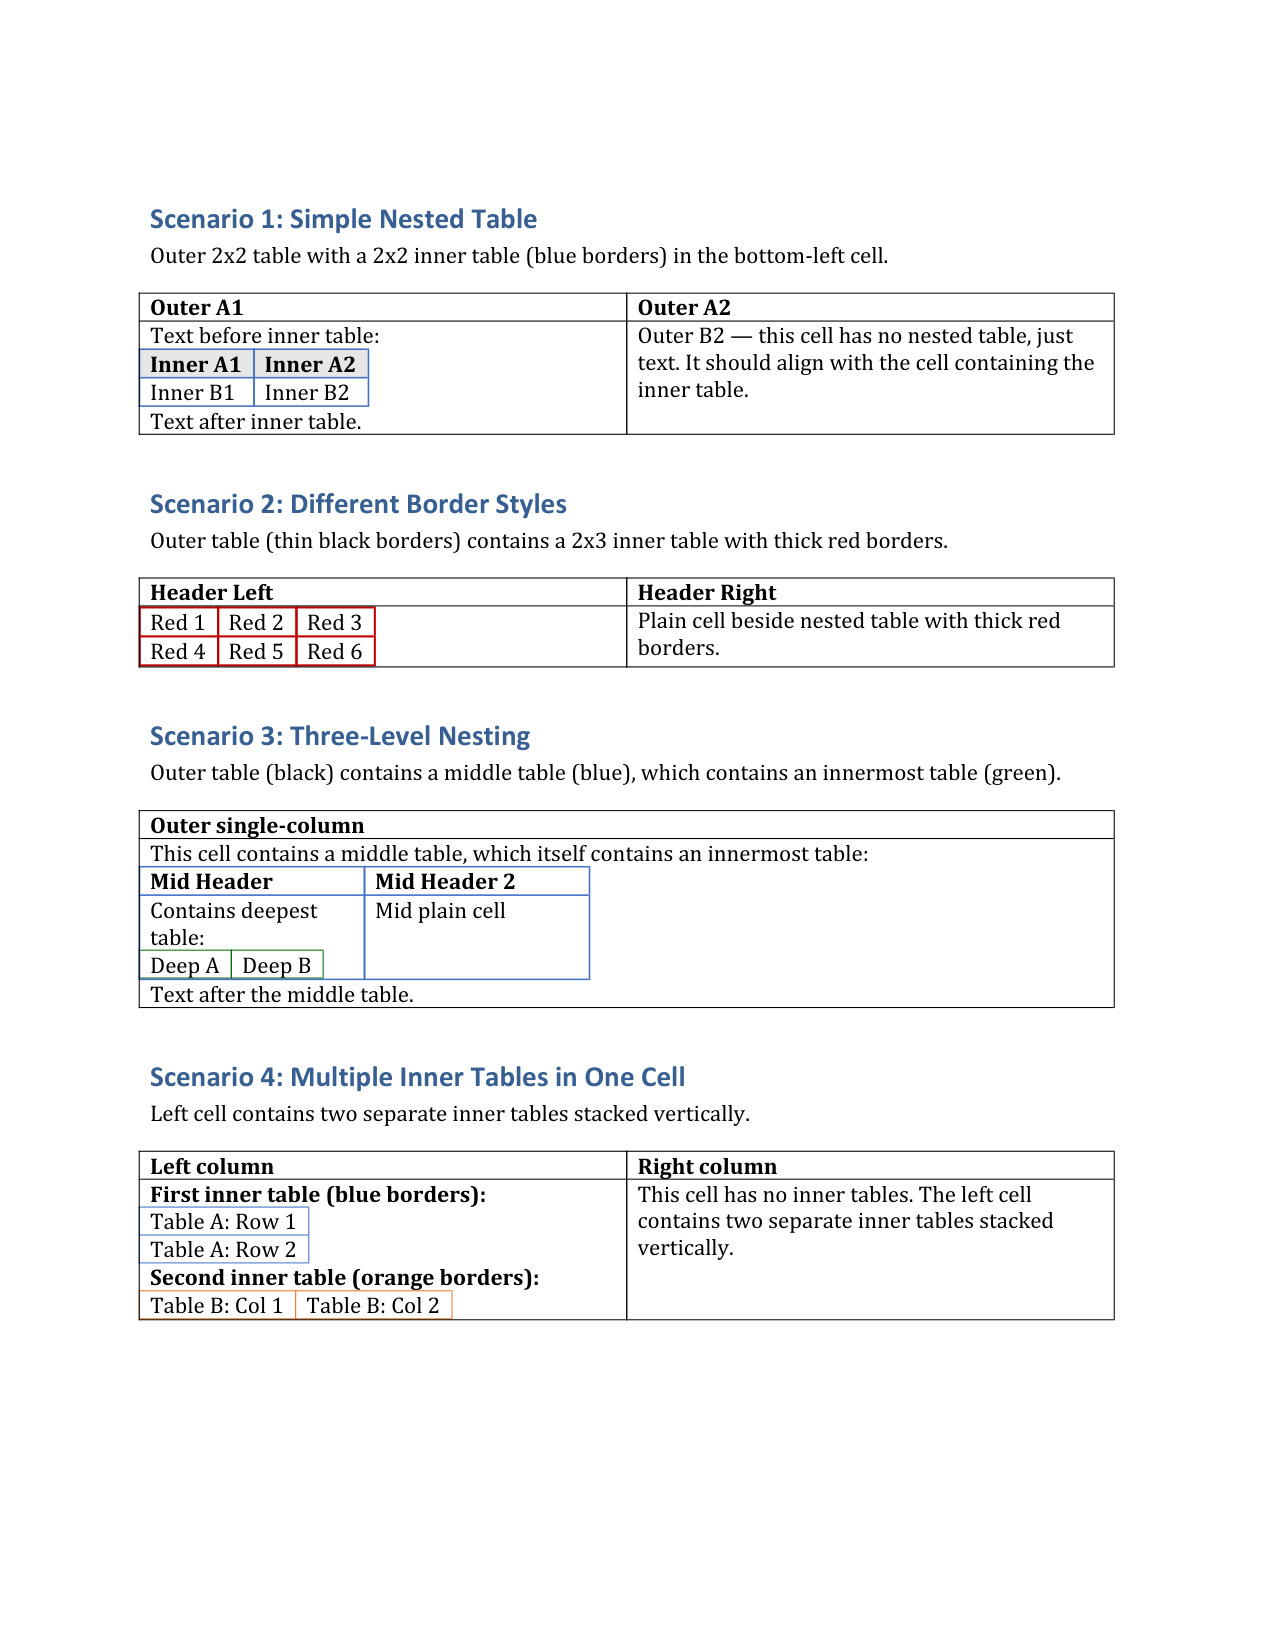 Scenario 1: Simple Nested Table
Outer 2x2 table with a 2x2 inner table (blue borders) in the bottom-left cell.
Outer A1 Outer A2
Text before inner table:
Inner A1 Inner A2
Inner B1 Inner B2
Text after inner table.
Outer B2 — this cell has no nested table, just
text. It should align with the cell containing the
inner table.
Scenario 2: Different Border Styles
Outer table (thin black borders) contains a 2x3 inner table with thick red borders.
Header Left Header Right
Red 1 Red 2 Red 3
Red 4 Red 5 Red 6
Plain cell beside nested table with thick red
borders.
Scenario 3: Three-Level Nesting
Outer table (black) contains a middle table (blue), which contains an innermost table (green).
Outer single-column
This cell contains a middle table, which itself contains an innermost table:
Mid Header Mid Header 2
Contains deepest
table:
Deep A Deep B
Mid plain cell
Text after the middle table.
Scenario 4: Multiple Inner Tables in One Cell
Left cell contains two separate inner tables stacked vertically.
Left column Right column
First inner table (blue borders):
Table A: Row 1
Table A: Row 2
Second inner table (orange borders):
Table B: Col 1 Table B: Col 2
This cell has no inner tables. The left cell
contains two separate inner tables stacked
vertically.